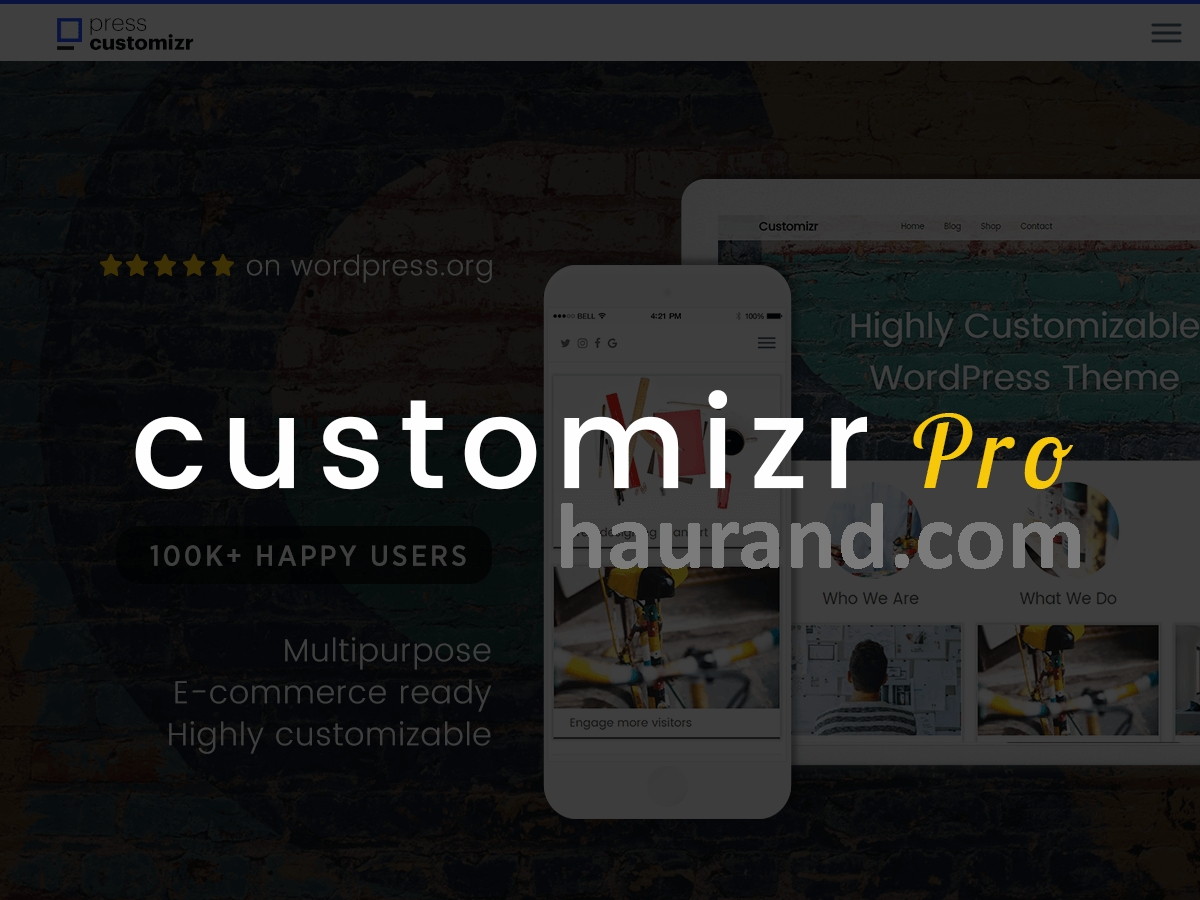 press
customizr
Customizr
Home Blog Shop Contact
★★★★★ on wordpress.org
BELL 4:21 PM 100%
Highly Customizable
WordPress Theme
customizr Pro
haurand.com
100K+ HAPPY USERS
Who We Are
What We Do
Multipurpose
E-commerce ready
Highly customizable
Engage more visitors